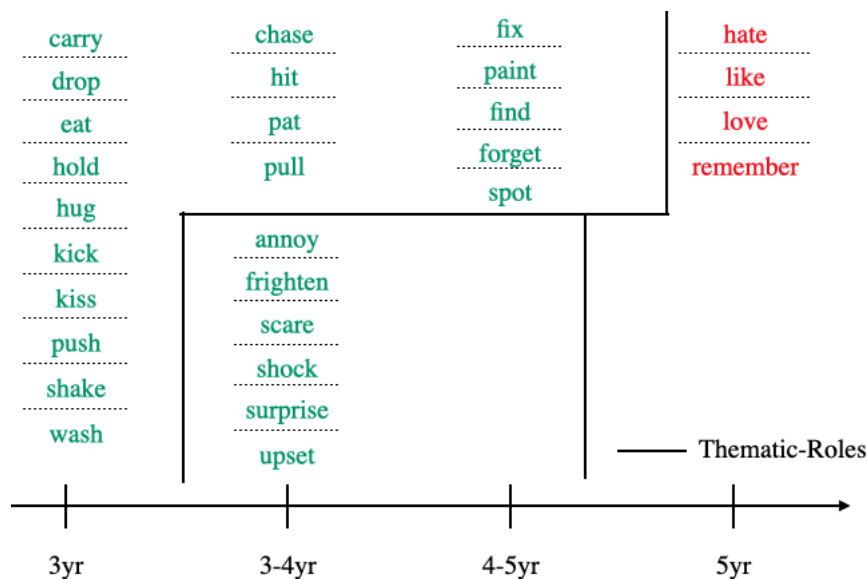 carry
drop
eat
hold
hug
kick
kiss
push
shake
wash
chase
hit
pat
pull
annoy
frighten
scare
shock
surprise
upset
fix
paint
find
forget
spot
hate
like
love
remember
Thematic-Roles
3yr
3-4yr
4-5yr
5yr